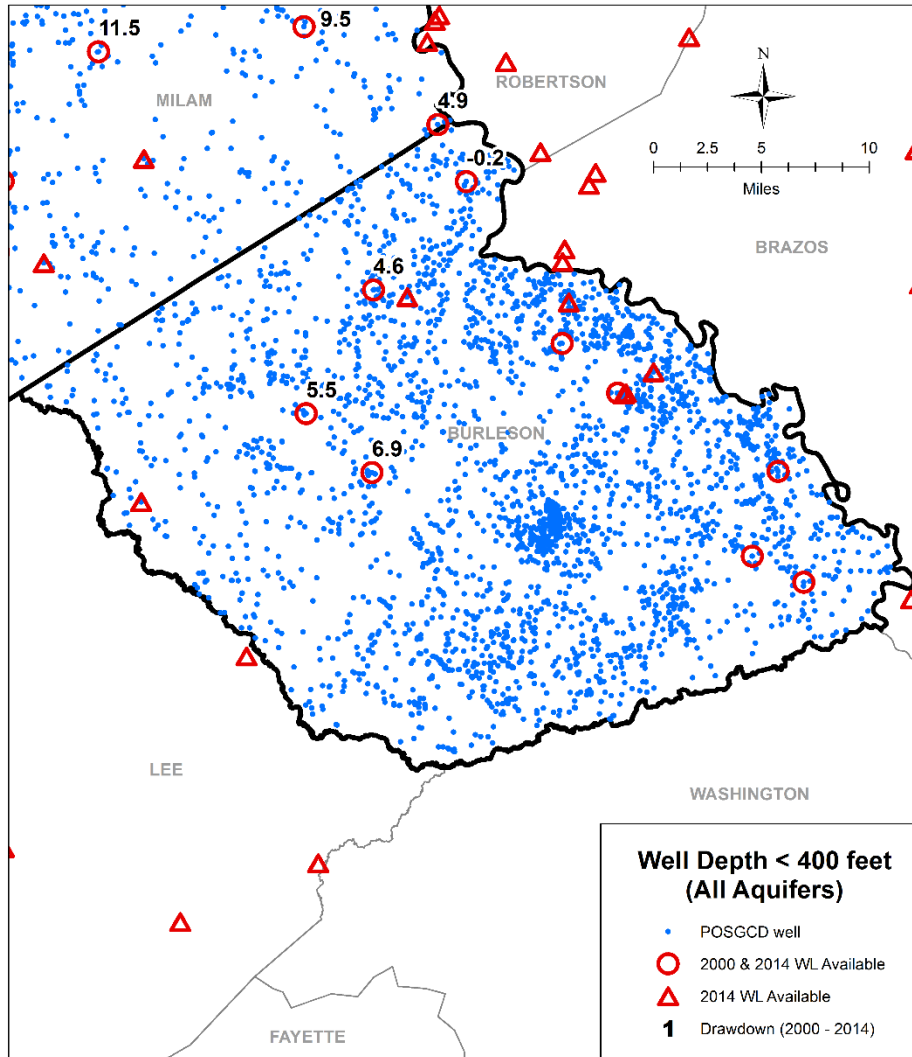 9.5
11.5
ROBERTSON
N
MILAM
4.9
-0.2
0 2.5 5 10
Miles
BRAZOS
4.6
5.5
BURLESON
6.9
LEE
WASHINGTON
Well Depth < 400 feet
(All Aquifers)
POSGCD well
2000 & 2014 WL Available
2014 WL Available
1 Drawdown (2000 - 2014)
FAYETTE